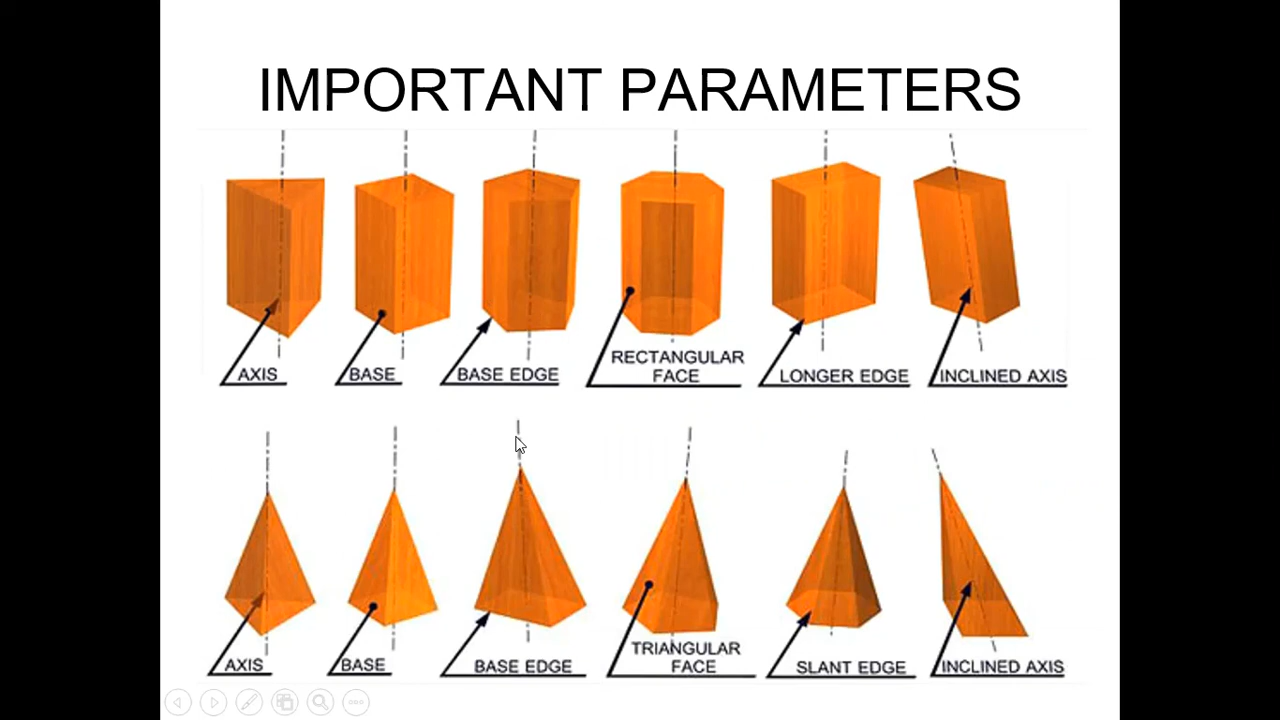 IMPORTANT PARAMETERS
AXIS
BASE
BASE EDGE
RECTANGULAR
FACE
LONGER EDGE
INCLINED AXIS
AXIS
BASE
BASE EDGE
TRIANGULAR
FACE
SLANT EDGE
INCLINED AXIS